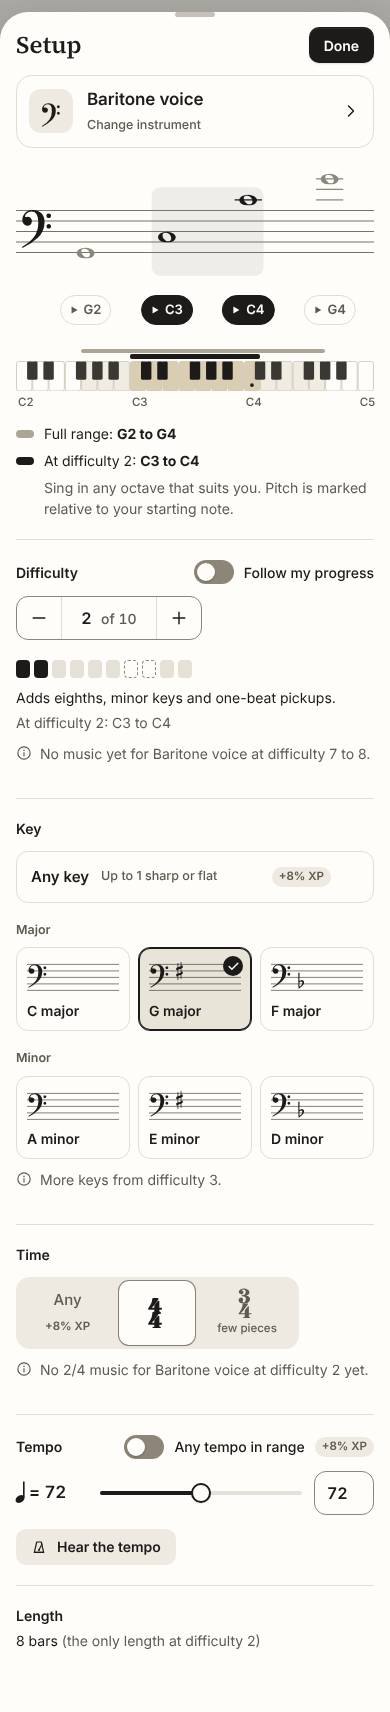 Setup
Done
Baritone voice
Change instrument
G2
C3
C4
G4
C2
C3
C4
C5
Full range: G2 to G4
At difficulty 2: C3 to C4
Sing in any octave that suits you. Pitch is marked
relative to your starting note.
Difficulty
Follow my progress
2 of 10
Adds eighths, minor keys and one-beat pickups.
At difficulty 2: C3 to C4
No music yet for Baritone voice at difficulty 7 to 8.
Key
Any key Up to 1 sharp or flat +8% XP
Major
C major
G major
F major
Minor
A minor
E minor
D minor
More keys from difficulty 3.
Time
Any
+8% XP
4
4
3
4
few pieces
No 2/4 music for Baritone voice at difficulty 2 yet.
Tempo
Any tempo in range
+8% XP
= 72
72
Hear the tempo
Length
8 bars (the only length at difficulty 2)